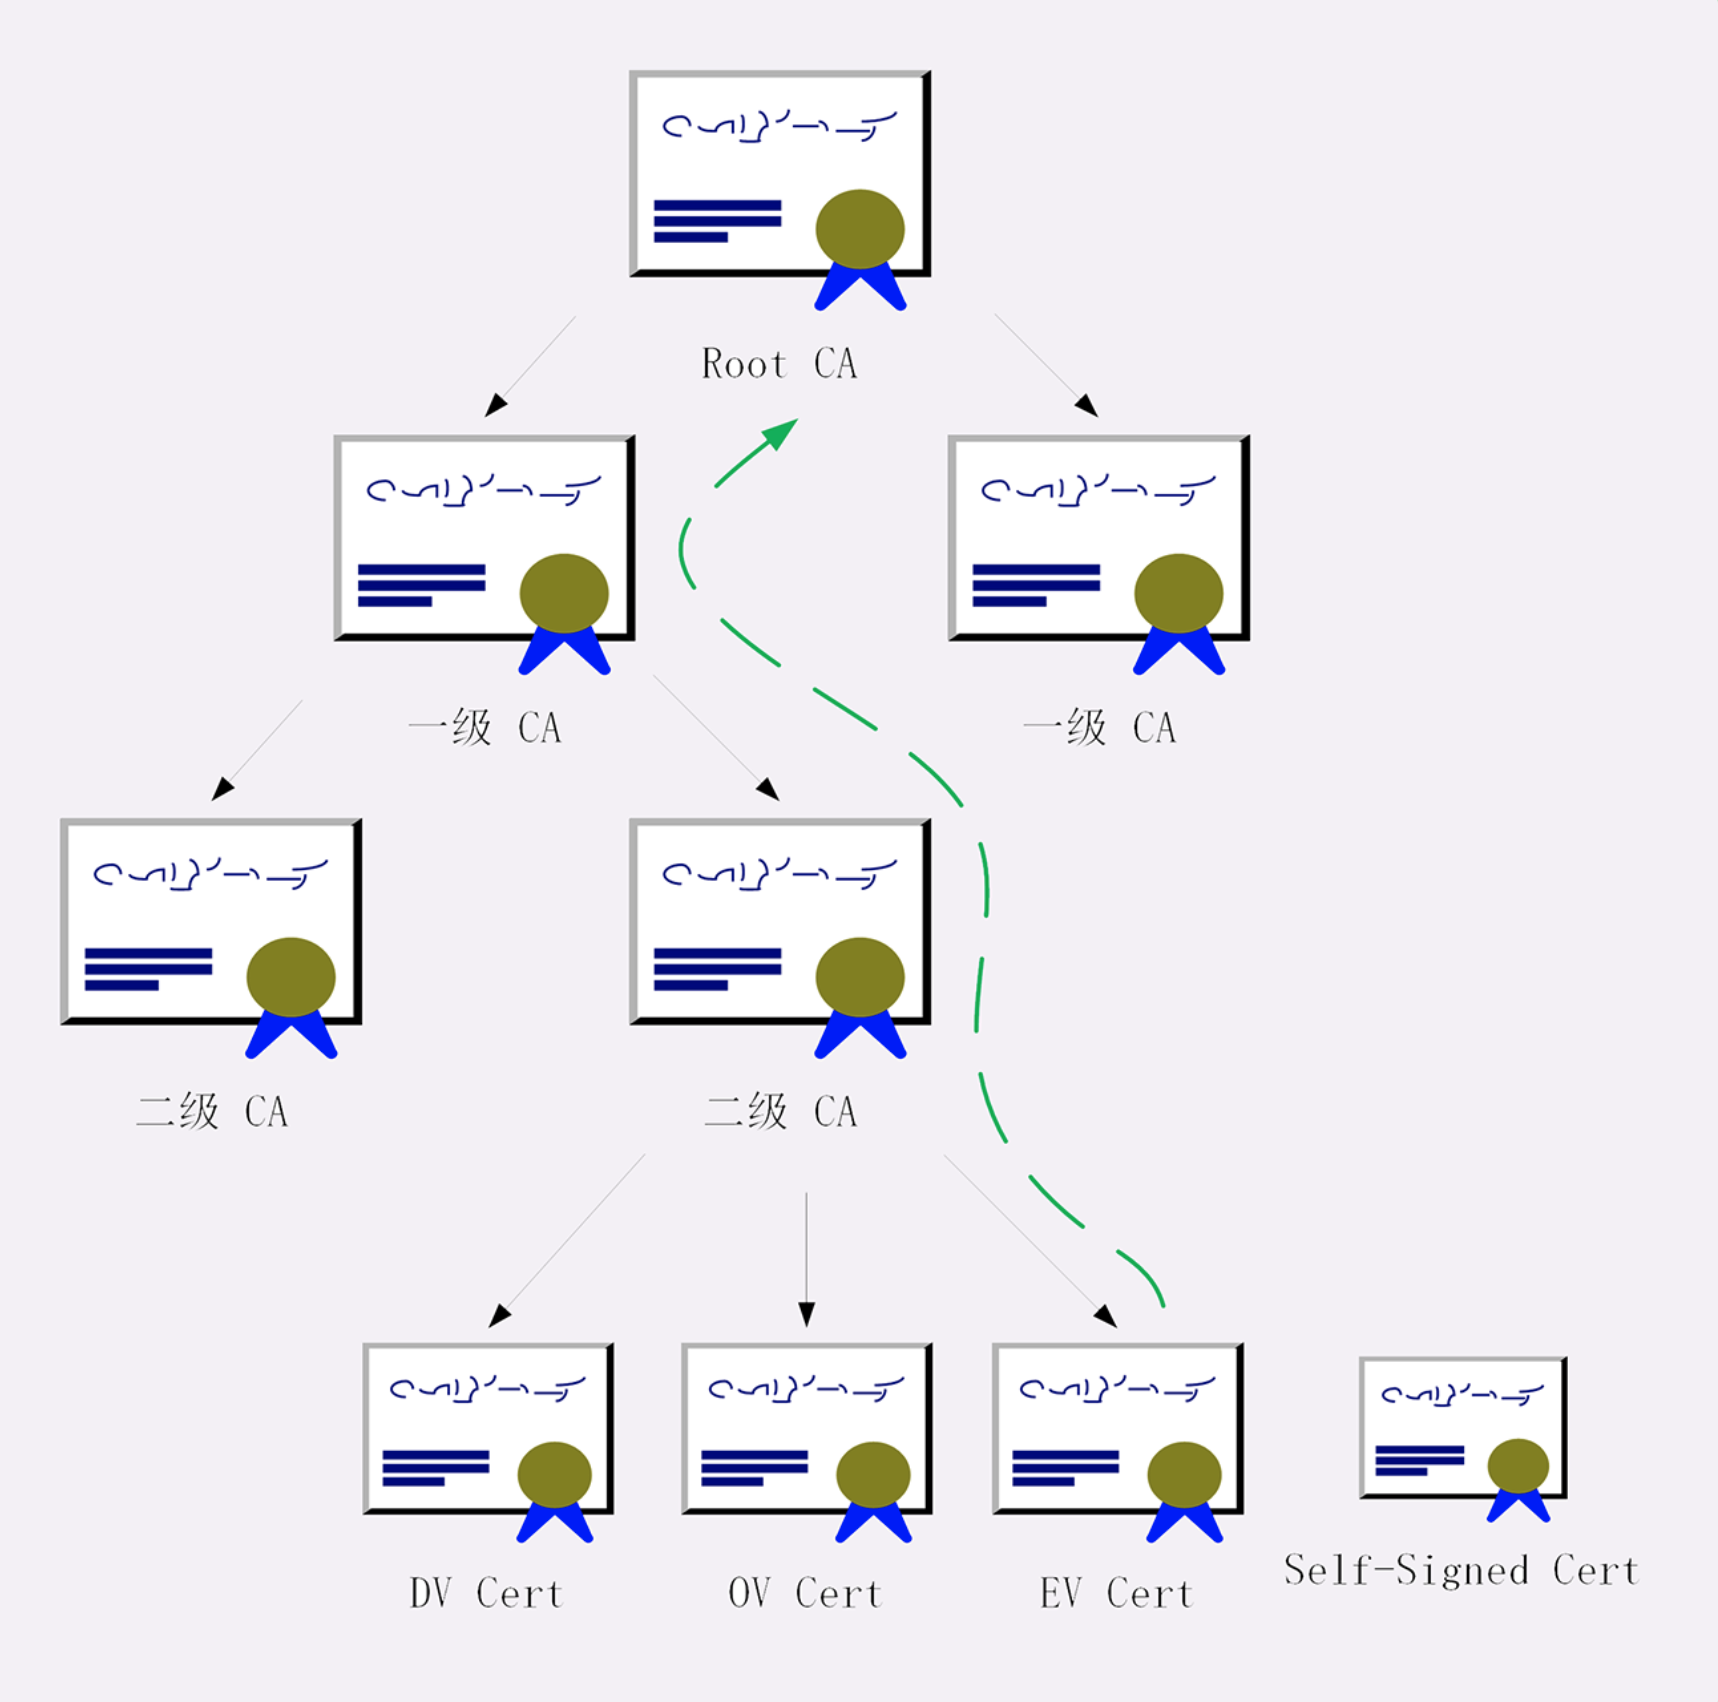 Root CA
一级 CA
一级 CA
二级 CA
二级 CA
DV Cert
OV Cert
EV Cert
Self-Signed Cert